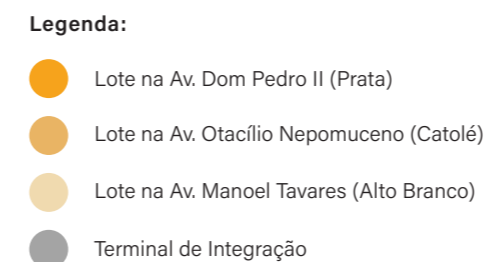 Legenda:
Lote na Av. Dom Pedro II (Prata)
Lote na Av. Otacílio Nepomuceno (Catolé)
Lote na Av. Manoel Tavares (Alto Branco)
Terminal de Integração